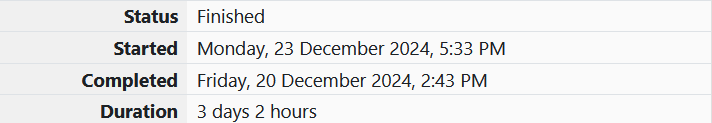 Status Finished
Started Monday, 23 December 2024, 5:33 PM
Completed Friday, 20 December 2024, 2:43 PM
Duration 3 days 2 hours